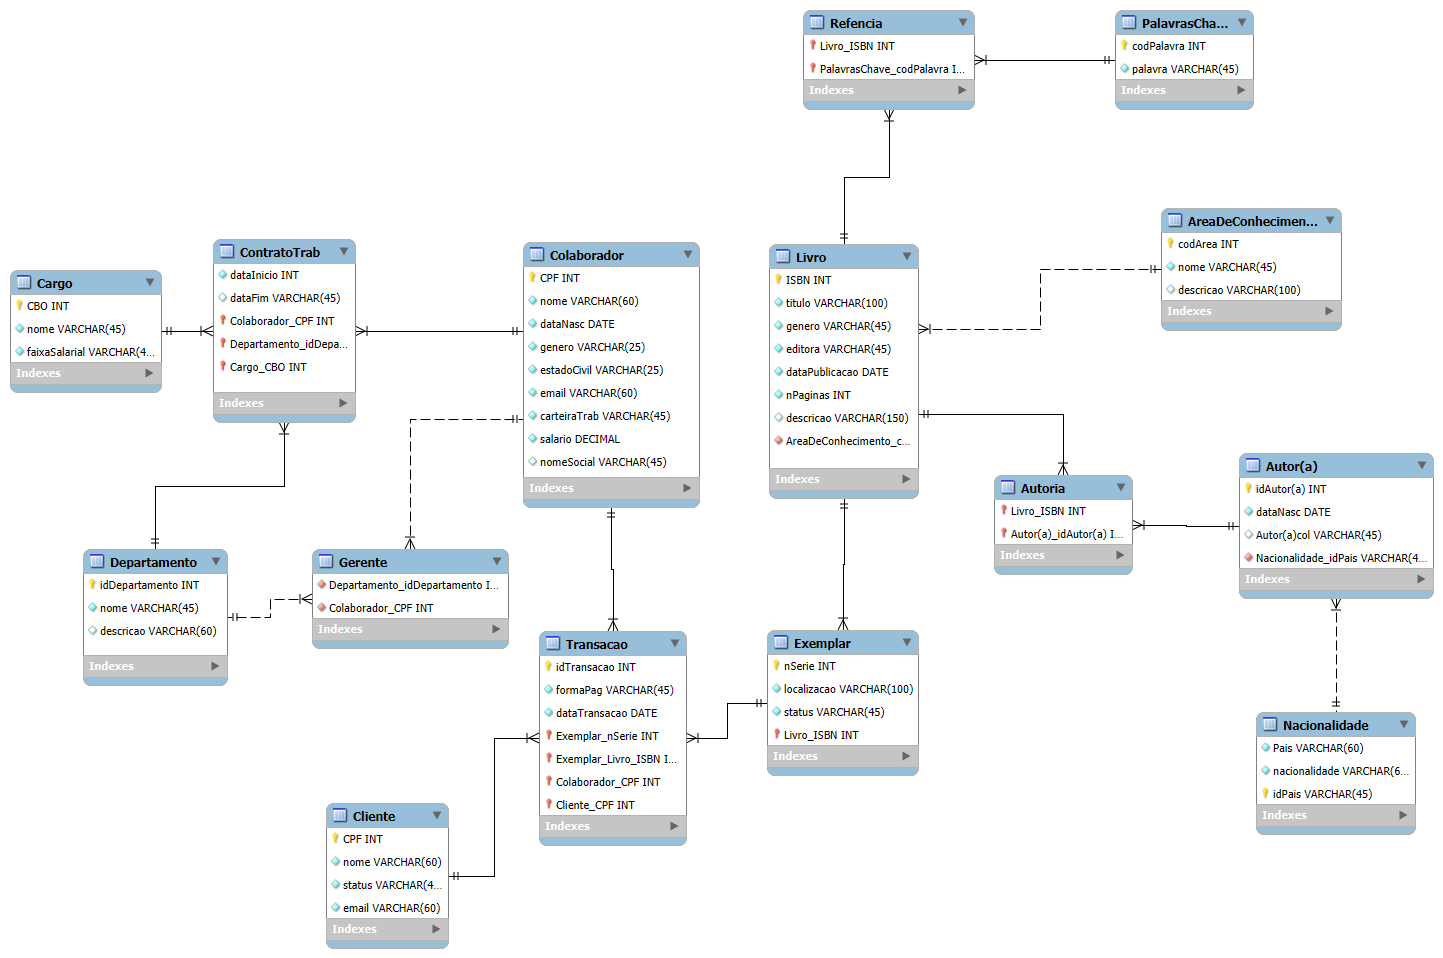 Refencia
Livro_ISBN INT
PalavrasChave_codPalavra I...
Indexes
PalavrasCha...
codPalavra INT
palavra VARCHAR(45)
Indexes
AreaDeConhecimen...
codArea INT
nome VARCHAR(45)
descricao VARCHAR(100)
Indexes
Cargo
CBO INT
nome VARCHAR(45)
faixaSalarial VARCHAR(4...
Indexes
ContratoTrab
dataInicio INT
dataFim VARCHAR(45)
Colaborador_CPF INT
Departamento_idDepa...
Cargo_CBO INT
Indexes
Colaborador
CPF INT
nome VARCHAR(60)
dataNasc DATE
genero VARCHAR(25)
estadoCivil VARCHAR(25)
email VARCHAR(60)
carteiraTrab VARCHAR(45)
salario DECIMAL
nomeSocial VARCHAR(45)
Indexes
Livro
ISBN INT
titulo VARCHAR(100)
genero VARCHAR(45)
editora VARCHAR(45)
dataPublicacao DATE
nPaginas INT
descricao VARCHAR(150)
AreaDeConhecimento_c...
Indexes
Autoria
Livro_ISBN INT
Autor(a)_idAutor(a) I...
Indexes
Autor(a)
idAutor(a) INT
dataNasc DATE
Autor(a)col VARCHAR(45)
Nacionalidade_idPais VARCHAR(4...
Indexes
Departamento
idDepartamento INT
nome VARCHAR(45)
descricao VARCHAR(60)
Indexes
Gerente
Departamento_idDepartamento I...
Colaborador_CPF INT
Indexes
Transacao
idTransacao INT
formaPag VARCHAR(45)
dataTransacao DATE
Exemplar_nSerie INT
Exemplar_Livro_ISBN I...
Colaborador_CPF INT
Cliente_CPF INT
Indexes
Exemplar
nSerie INT
localizacao VARCHAR(100)
status VARCHAR(45)
Livro_ISBN INT
Indexes
Nacionalidade
Pais VARCHAR(60)
nacionalidade VARCHAR(6...
idPais VARCHAR(45)
Indexes
Cliente
CPF INT
nome VARCHAR(60)
status VARCHAR(4...
email VARCHAR(60)
Indexes